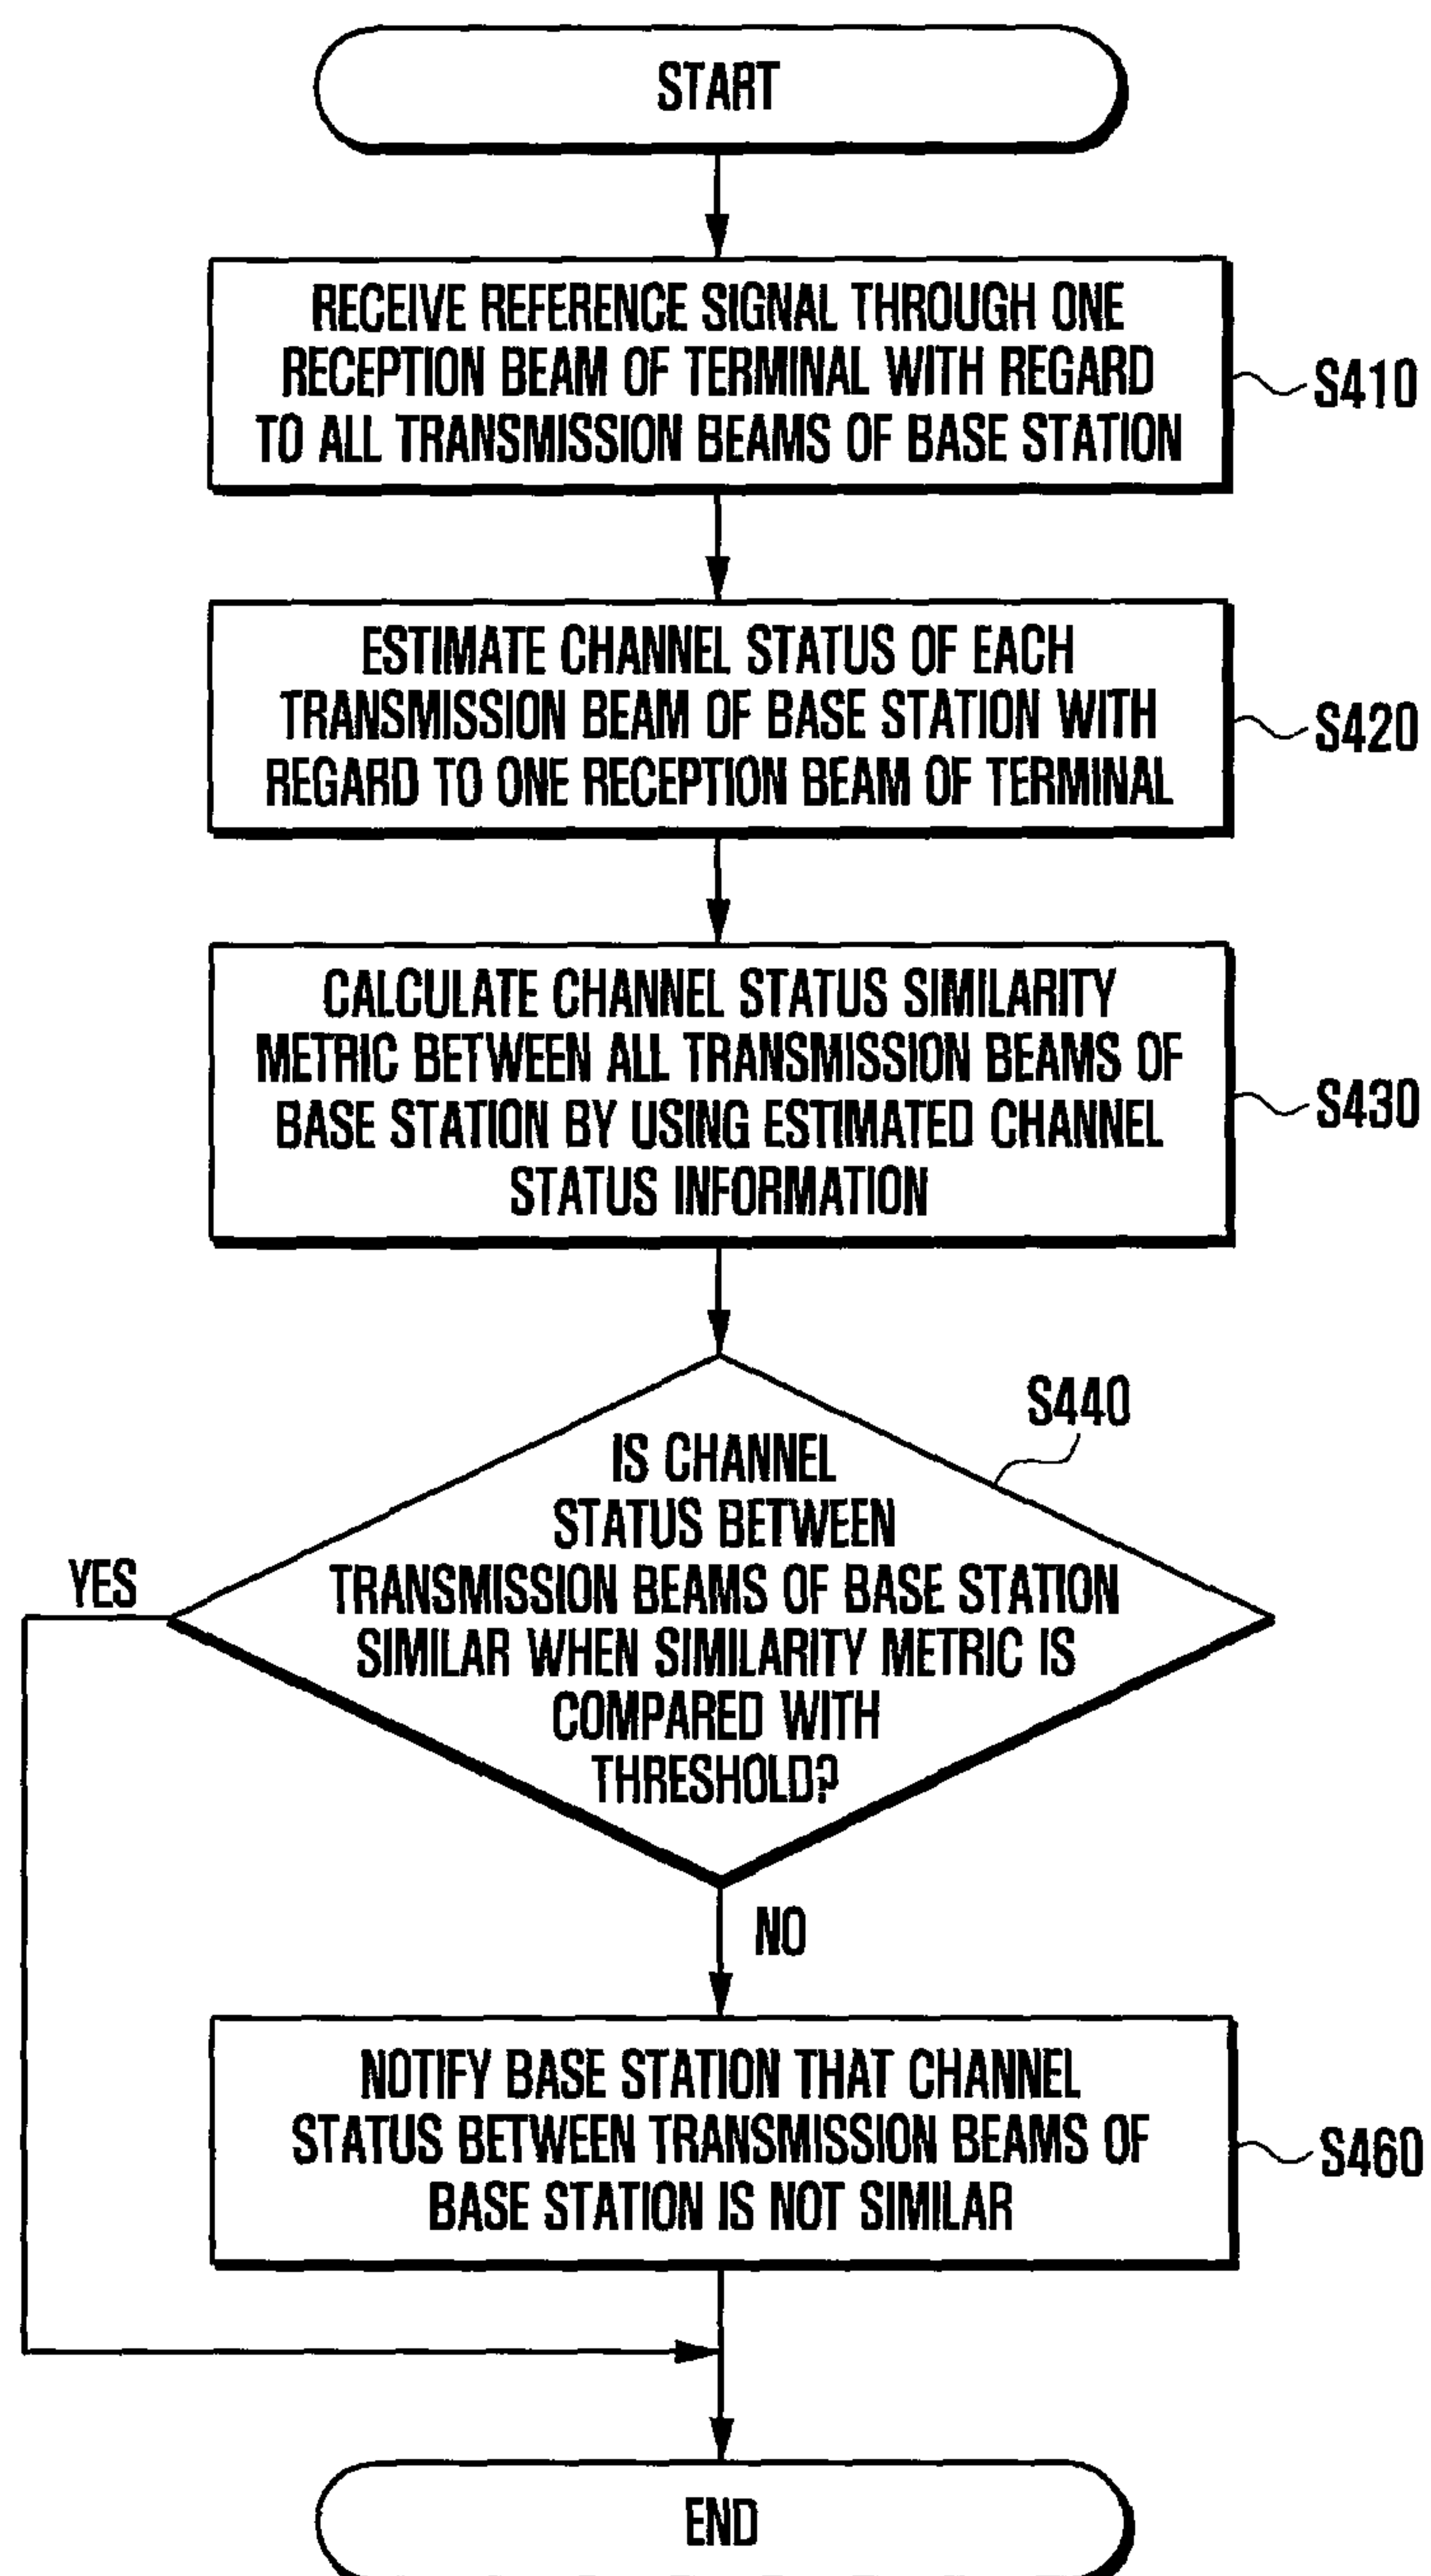 START
RECEIVE REFERENCE SIGNAL THROUGH ONE
RECEPTION BEAM OF TERMINAL WITH REGARD
TO ALL TRANSMISSION BEAMS OF BASE STATION
S410
ESTIMATE CHANNEL STATUS OF EACH
TRANSMISSION BEAM OF BASE STATION WITH
REGARD TO ONE RECEPTION BEAM OF TERMINAL
S420
CALCULATE CHANNEL STATUS SIMILARITY
METRIC BETWEEN ALL TRANSMISSION BEAMS OF
BASE STATION BY USING ESTIMATED CHANNEL
STATUS INFORMATION
S430
S440
IS CHANNEL
STATUS BETWEEN
TRANSMISSION BEAMS OF BASE STATION
SIMILAR WHEN SIMILARITY METRIC IS
COMPARED WITH
THRESHOLD?
YES
NO
NOTIFY BASE STATION THAT CHANNEL
STATUS BETWEEN TRANSMISSION BEAMS OF
BASE STATION IS NOT SIMILAR
S460
END